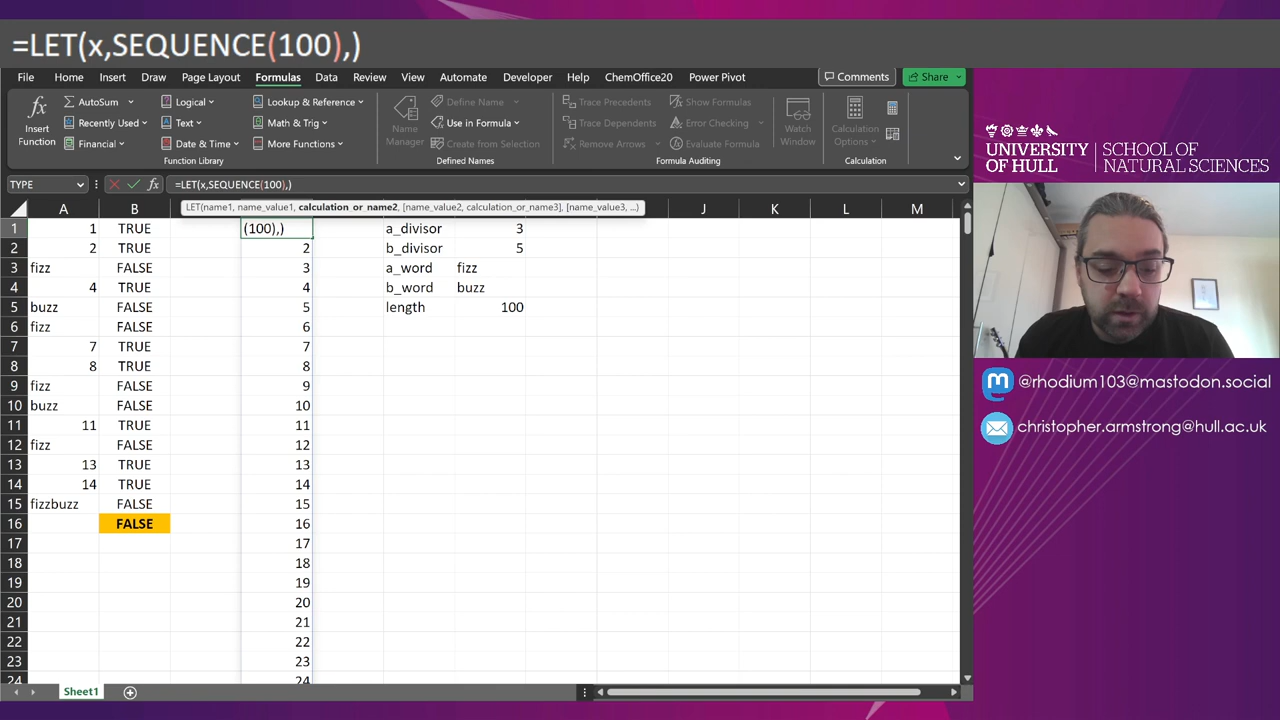 =LET(x,SEQUENCE(100),)
File Home Insert Draw Page Layout Formulas Data Review View Automate Developer Help ChemOffice20 Power Pivot Comments Share
fx
Insert Function
AutoSum
Recently Used
Financial
Logical
Text
Date & Time
Lookup & Reference
Math & Trig
More Functions
Function Library
Name Manager
Define Name
Use in Formula
Create from Selection
Defined Names
Trace Precedents
Trace Dependents
Remove Arrows
Show Formulas
Error Checking
Evaluate Formula
Formula Auditing
Watch Window
Calculation Options
Calculation
TYPE fx =LET(x,SEQUENCE(100),)
LET(name1, name_value1, calculation_or_name2, [name_value2, calculation_or_name3], [name_value3, ...)
A B J K L M
1 1 TRUE (100),) a_divisor 3
2 2 TRUE 2 b_divisor 5
3 fizz FALSE 3 a_word fizz
4 4 TRUE 4 b_word buzz
5 buzz FALSE 5 length 100
6 fizz FALSE 6
7 7 TRUE 7
8 8 TRUE 8
9 fizz FALSE 9
10 buzz FALSE 10
11 11 TRUE 11
12 fizz FALSE 12
13 13 TRUE 13
14 14 TRUE 14
15 fizzbuzz FALSE 15
16 FALSE 16
17 17
18 18
19 19
20 20
21 21
22 22
23 23
24 24
Sheet1
UNIVERSITY OF HULL
SCHOOL OF NATURAL SCIENCES
@rhodium103@mastodon.social
christopher.armstrong@hull.ac.uk